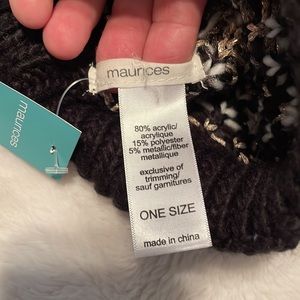 maurices
maurices
80% acrylic/
acrylique
15% polyester
5% metallic/fiber
metallique
exclusive of
trimming/
sauf garnitures
ONE SIZE
made in china